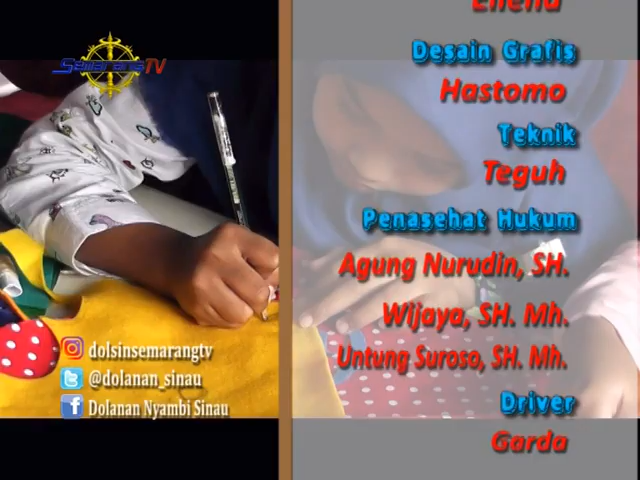 SemarangTV
Desain Grafis
Hastomo
Teknik
Teguh
Penasehat Hukum
Agung Nurudin, SH.
Wijaya, SH. Mh.
Untung Suroso, SH. Mh.
Driver
Garda
dolsinsemarangtv
@dolanan_sinau
Dolanan Nyambi Sinau